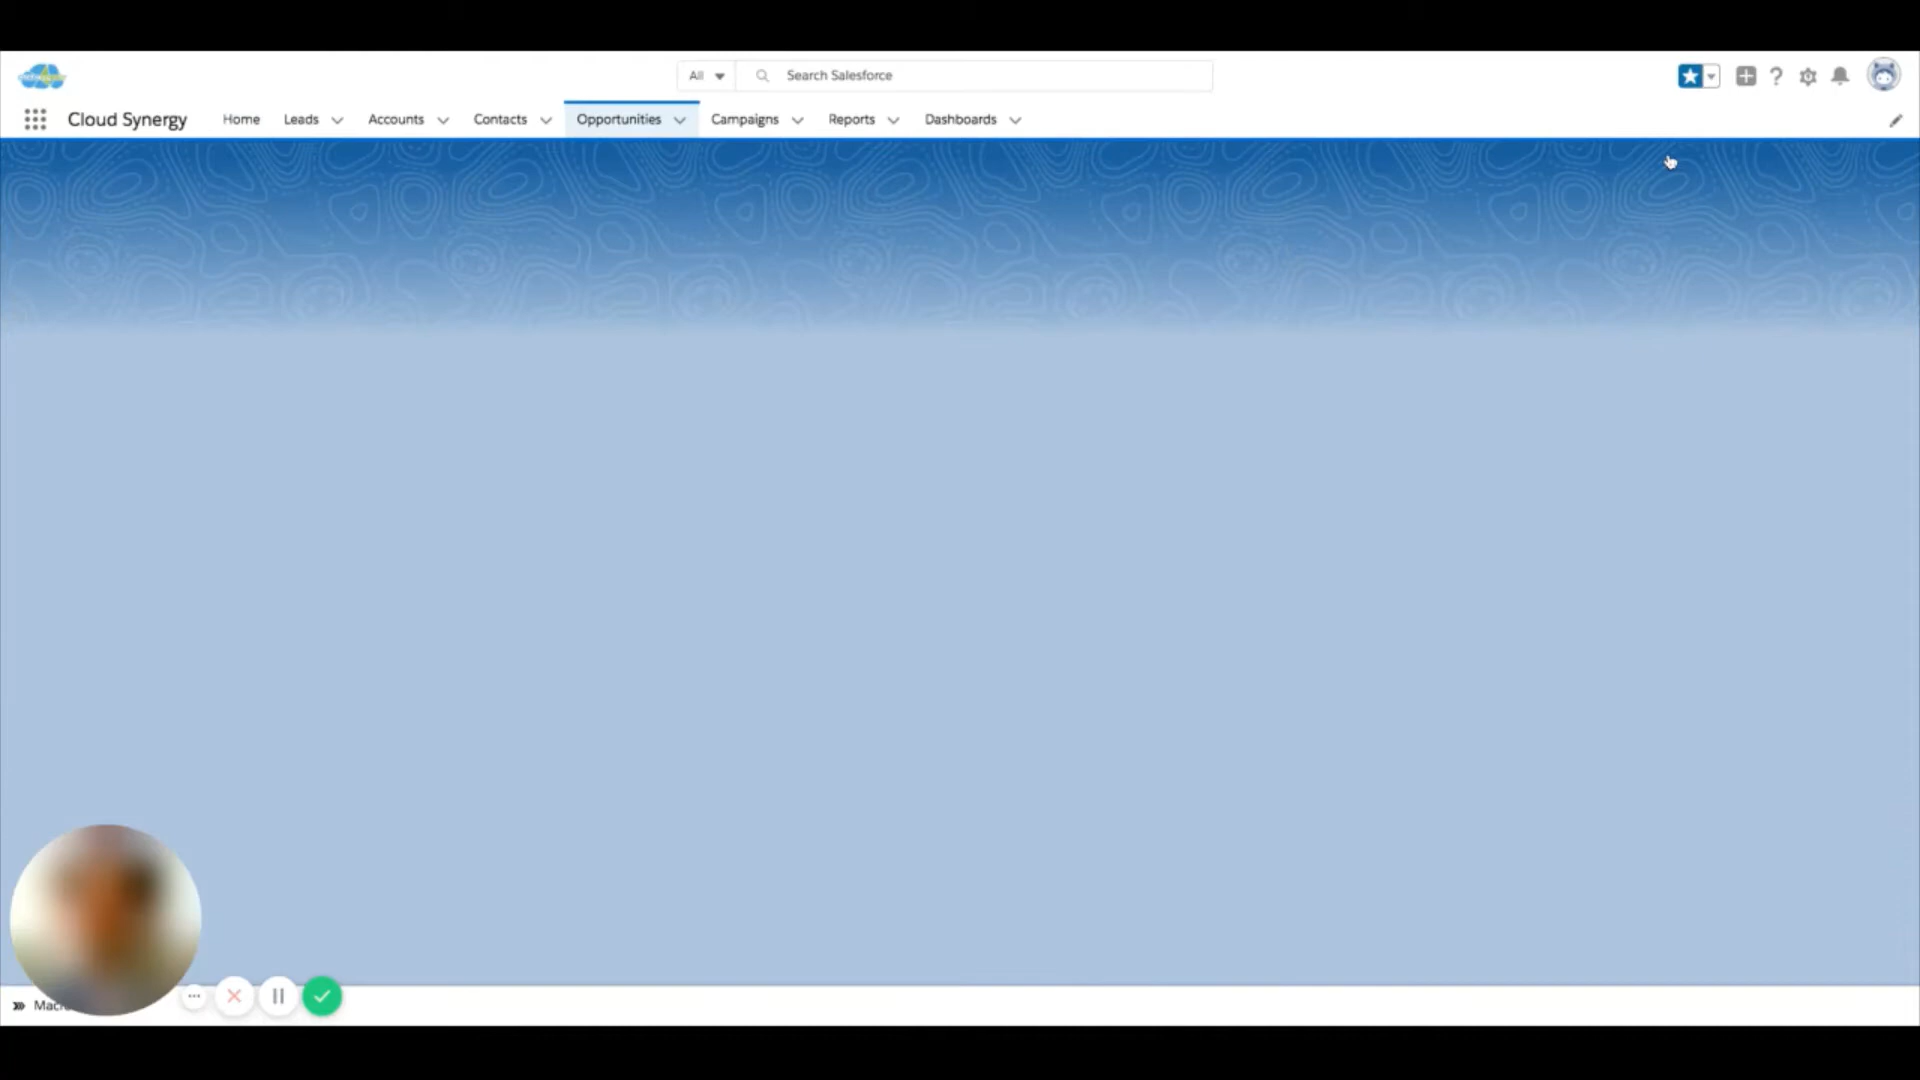 All
Search Salesforce
Cloud Synergy
Home
Leads
Accounts
Contacts
Opportunities
Campaigns
Reports
Dashboards